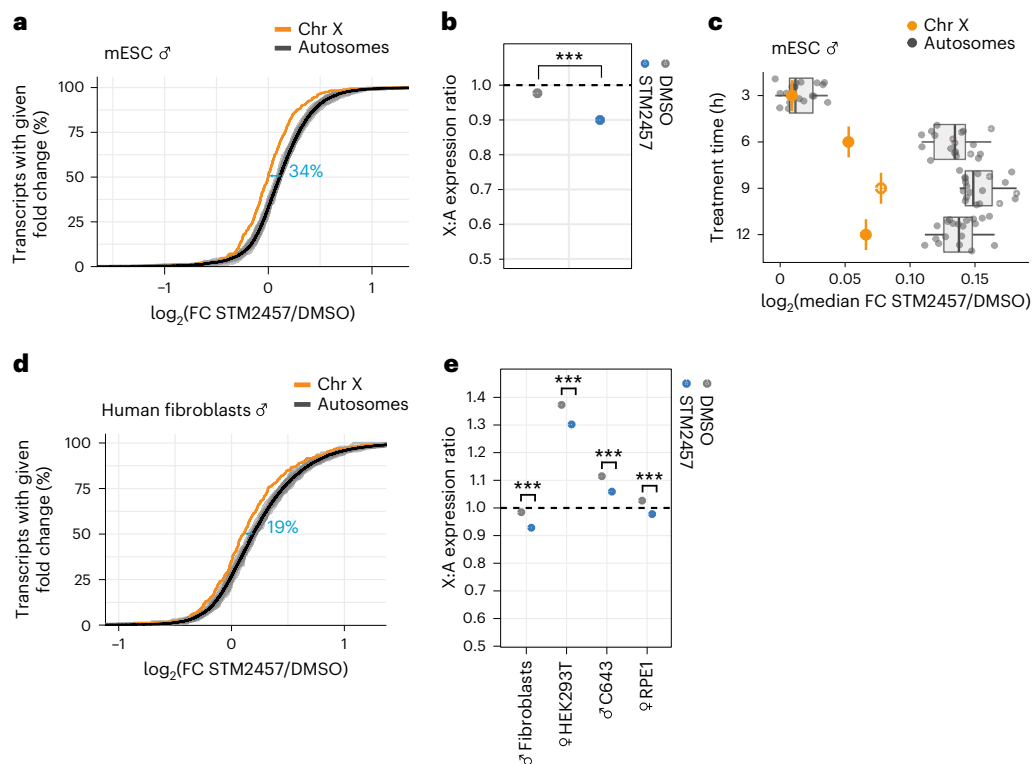 a
mESC ♂
Chr X
Autosomes
Transcripts with given
fold change (%)
100
75
50
25
0
34%
−1
0
1
log2(FC STM2457/DMSO)
b
***
X:A expression ratio
1.0
0.9
0.8
0.7
0.6
0.5
DMSO
STM2457
c
Chr X
Autosomes
mESC ♂
Treatment time (h)
3
6
9
12
0
0.05
0.10
0.15
log2(median FC STM2457/DMSO)
d
Chr X
Autosomes
Human fibroblasts ♂
Transcripts with given
fold change (%)
100
75
50
25
0
19%
-1
0
1
log2(FC STM2457/DMSO)
e
X:A expression ratio
1.4
1.3
1.2
1.1
1.0
0.9
0.8
0.7
0.6
0.5
***
***
***
***
DMSO
STM2457
♂ Fibroblasts
♀ HEK293T
♂ C643
♀ RPE1